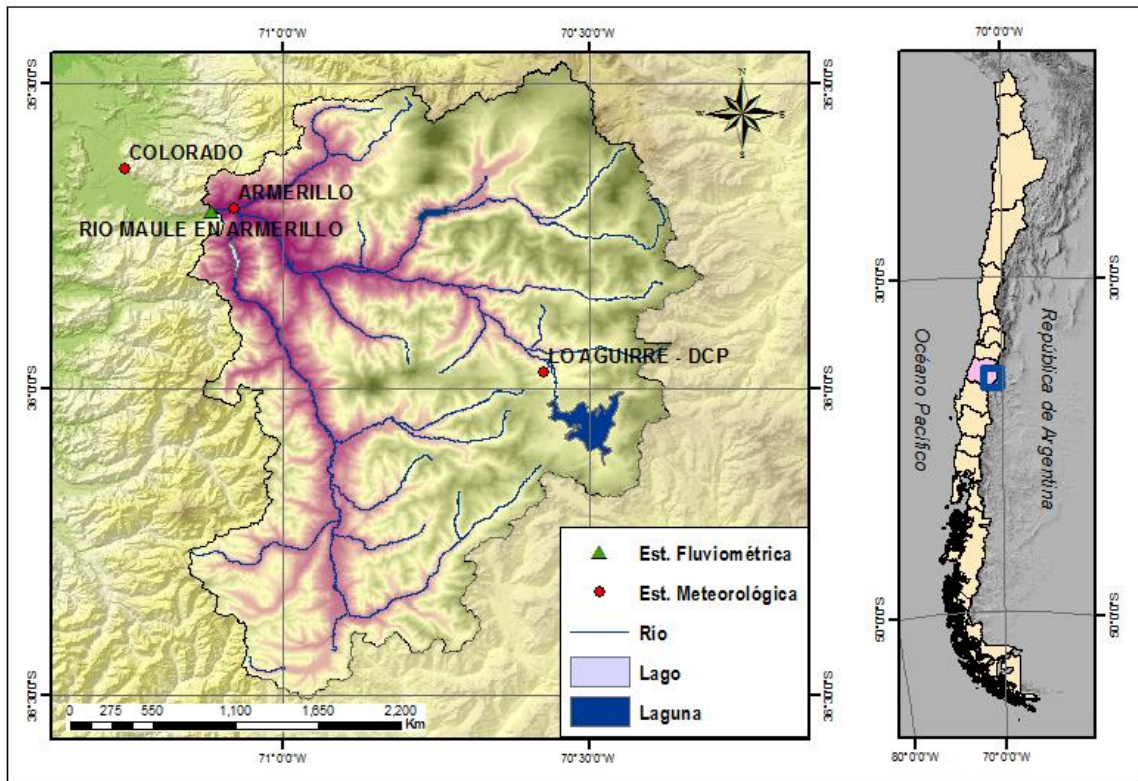 71°0'0"W
70°30'0"W
35°30'0"S
35°30'0"S
N
W
E
S
COLORADO
ARMERILLO
RIO MAULE EN ARMERILLO
LO AGUIRRE - DCP
36°0'0"S
36°0'0"S
Est. Fluviométrica
Est. Meteorológica
Rio
Lago
Laguna
36°30'0"S
36°30'0"S
0 275 550 1,100 1,650 2,200
Km
71°0'0"W
70°30'0"W
70°0'0"W
30°0'0"S
30°0'0"S
Océano Pacífico
República de Argentina
50°0'0"S
50°0'0"S
80°0'0"W
70°0'0"W